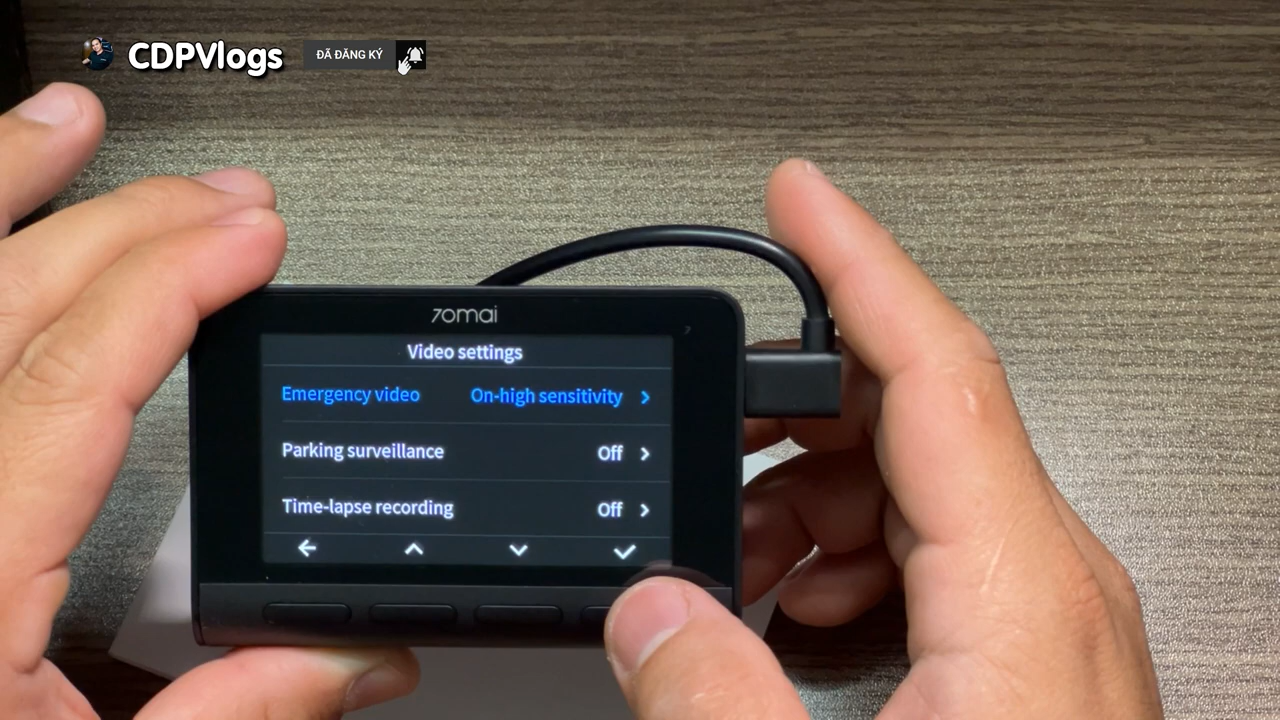 CDPVlogs
ĐÃ ĐĂNG KÝ
70mai
Video settings
Emergency video On-high sensitivity
Parking surveillance Off
Time-lapse recording Off